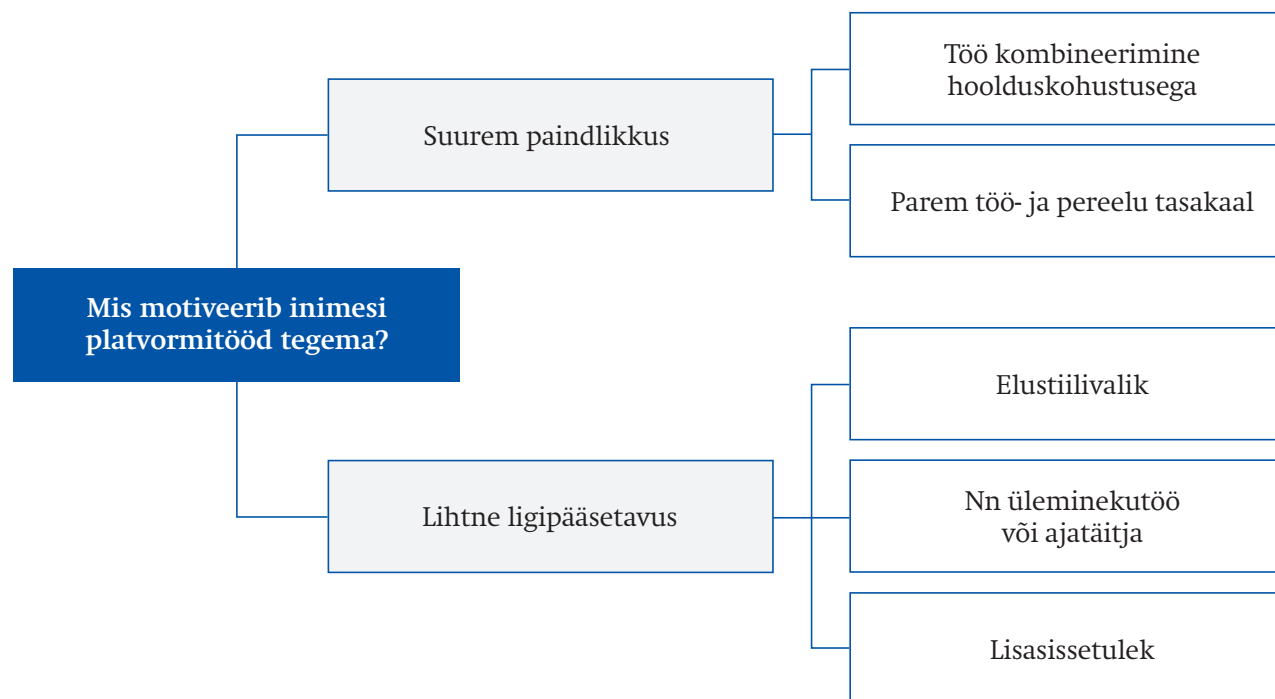 Mis motiveerib inimesi
platvormitööd tegema?
Suurem paindlikkus
Töö kombineerimine
hoolduskohustusega
Parem töö- ja pereelu tasakaal
Lihtne ligipääsetavus
Elustiilivalik
Nn üleminekutöö
või ajatäitja
Lisasissetulek